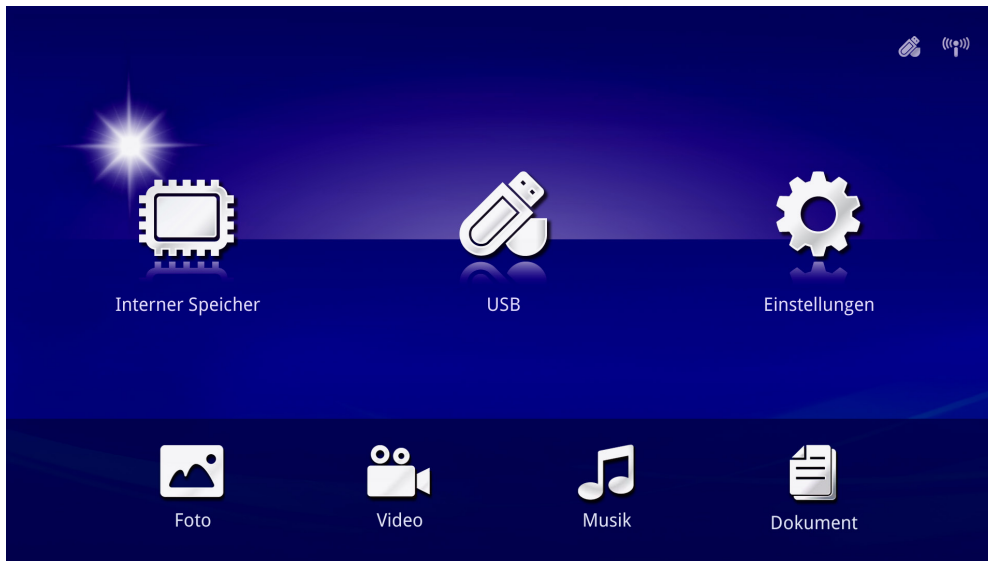 Interner Speicher
USB
Einstellungen
Foto
Video
Musik
Dokument